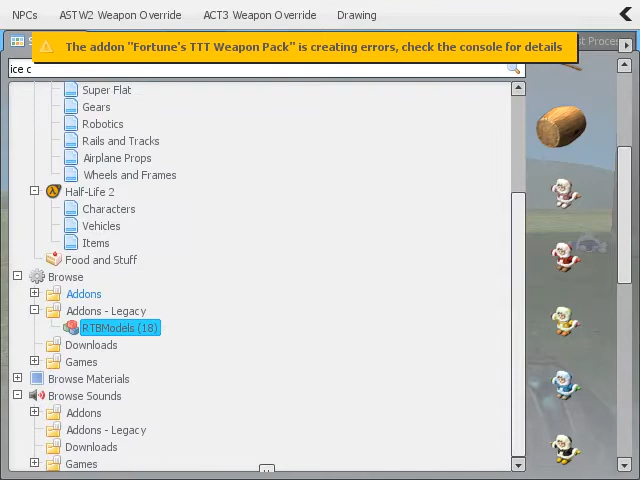 NPCs ASTW2 Weapon Override ACT3 Weapon Override Drawing
The addon "Fortune's TTT Weapon Pack" is creating errors, check the console for details
ice c
Super Flat
Gears
Robotics
Rails and Tracks
Airplane Props
Wheels and Frames
Half-Life 2
Characters
Vehicles
Items
Food and Stuff
Browse
Addons
Addons - Legacy
RTBModels (18)
Downloads
Games
Browse Materials
Browse Sounds
Addons
Addons - Legacy
Downloads
Games